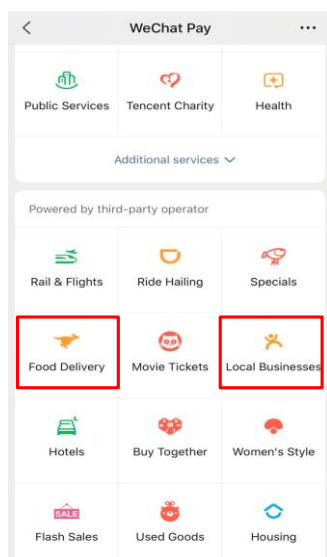 WeChat Pay
Public Services Tencent Charity Health
Additional services
Powered by third-party operator
Rail & Flights Ride Hailing Specials
Food Delivery Movie Tickets Local Businesses
Hotels Buy Together Women's Style
SALE
Flash Sales Used Goods Housing